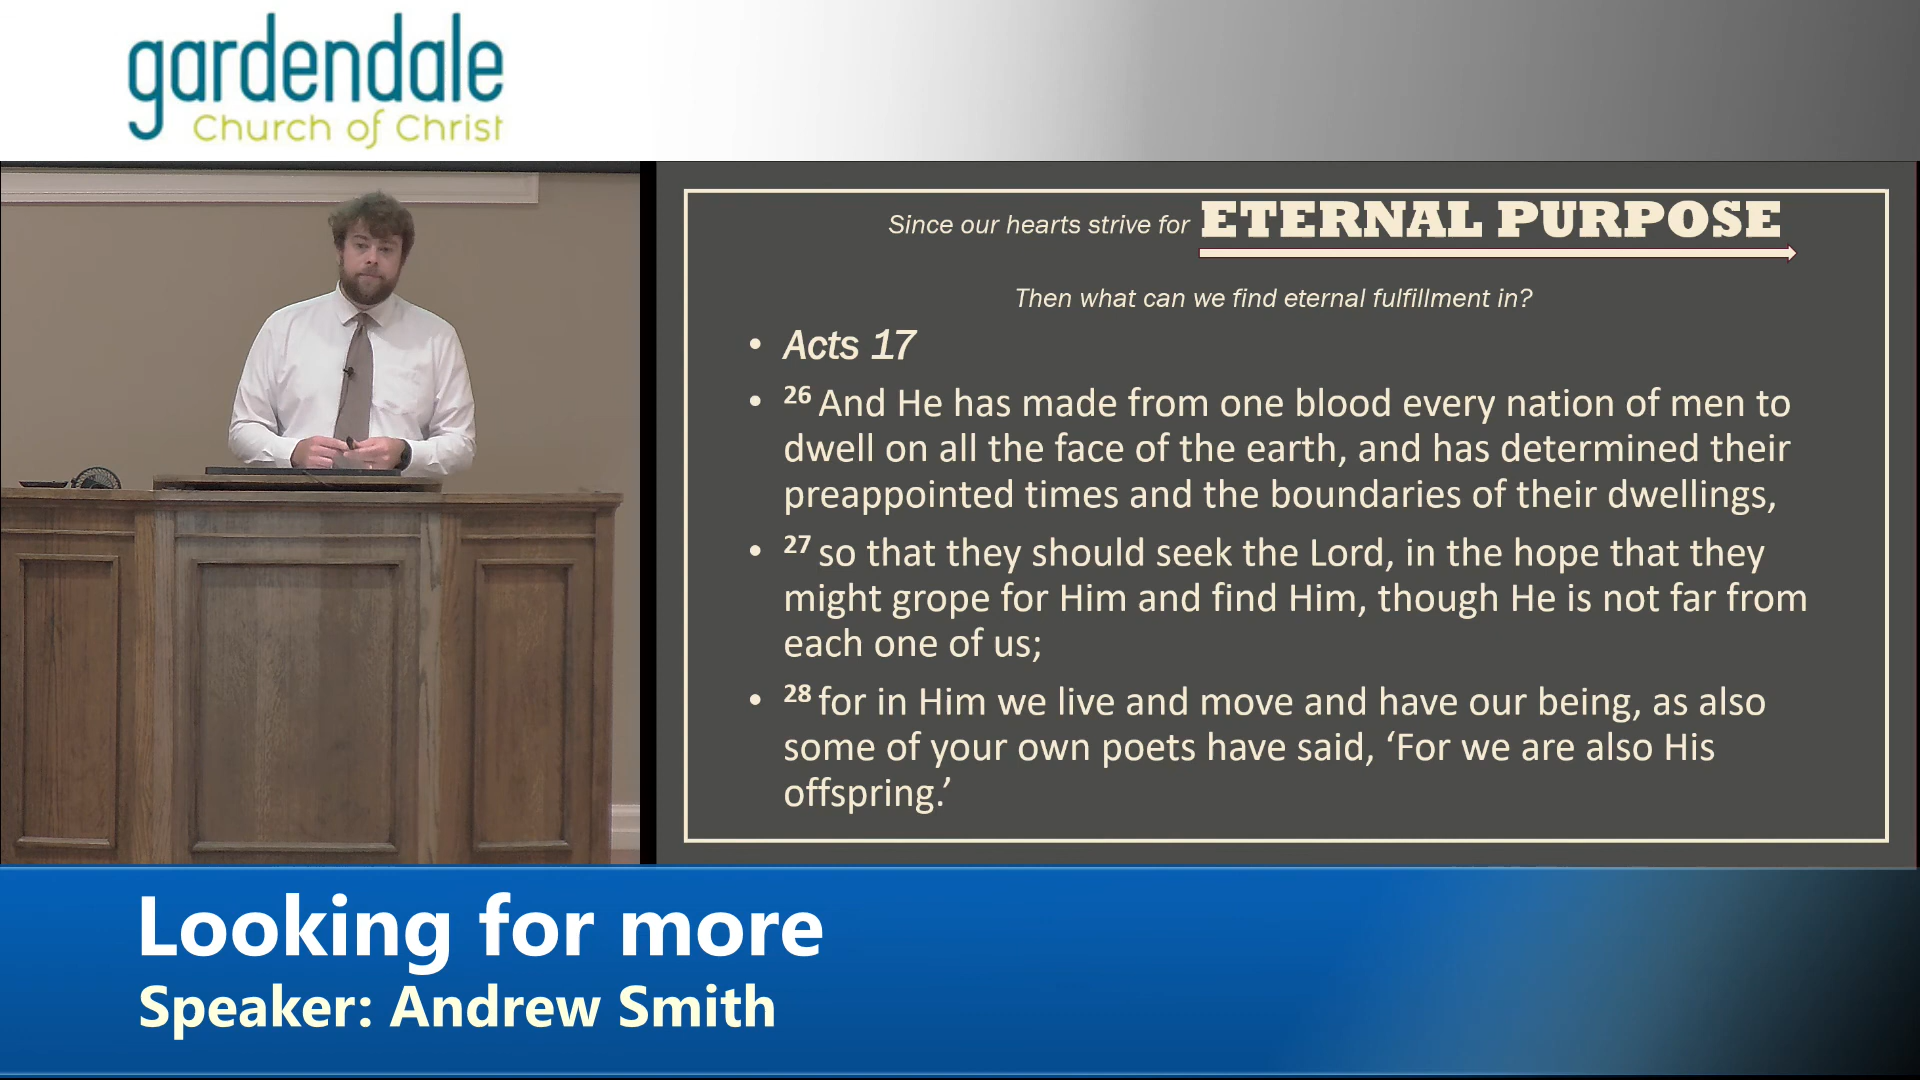 gardendale
Church of Christ
Since our hearts strive for ETERNAL PURPOSE
Then what can we find eternal fulfillment in?
• Acts 17
• 26 And He has made from one blood every nation of men to
dwell on all the face of the earth, and has determined their
preappointed times and the boundaries of their dwellings,
• 27 so that they should seek the Lord, in the hope that they
might grope for Him and find Him, though He is not far from
each one of us;
• 28 for in Him we live and move and have our being, as also
some of your own poets have said, ‘For we are also His
offspring.’
Looking for more
Speaker: Andrew Smith